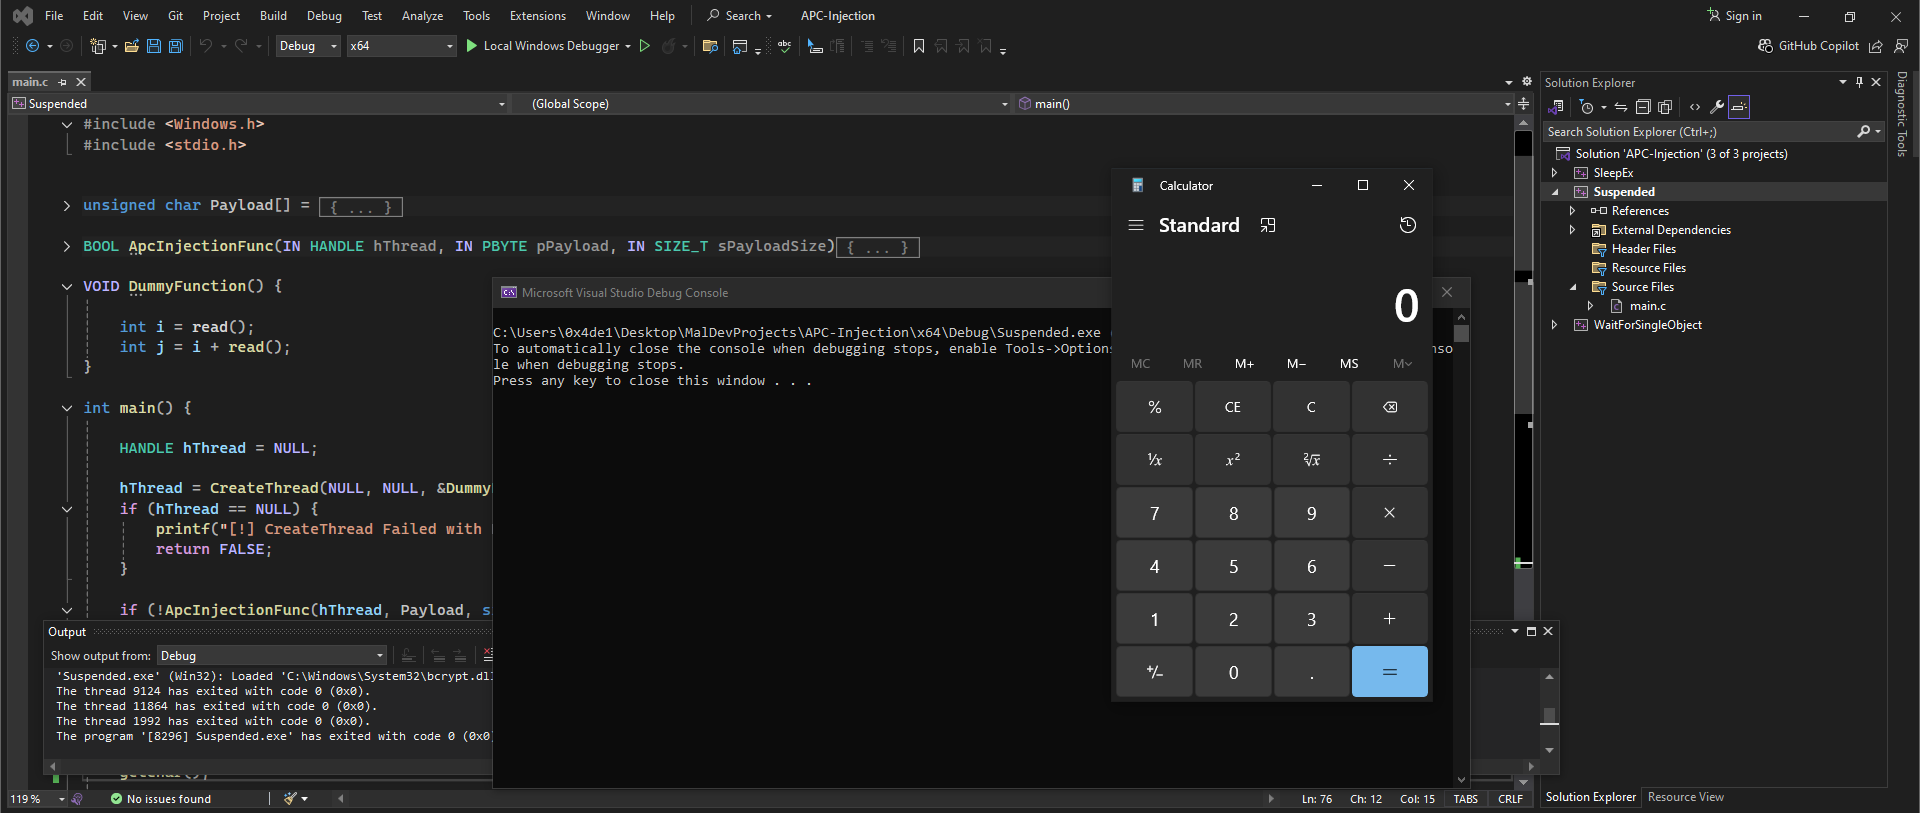 File Edit View Git Project Build Debug Test Analyze Tools Extensions Window Help Search APC-Injection Sign in
Debug x64 Local Windows Debugger GitHub Copilot
main.c
Suspended (Global Scope) main()
#include <Windows.h>
#include <stdio.h>
unsigned char Payload[] = { ... }
BOOL ApcInjectionFunc(IN HANDLE hThread, IN PBYTE pPayload, IN SIZE_T sPayloadSize){ ... }
VOID DummyFunction() {
int i = read();
int j = i + read();
}
int main() {
HANDLE hThread = NULL;
hThread = CreateThread(NULL, NULL, &Dummy
if (hThread == NULL) {
printf("[!] CreateThread Failed with
return FALSE;
}
if (!ApcInjectionFunc(hThread, Payload, s
getchar();
Output
Show output from: Debug
'Suspended.exe' (Win32): Loaded 'C:\Windows\System32\bcrypt.dl
The thread 9124 has exited with code 0 (0x0).
The thread 11864 has exited with code 0 (0x0).
The thread 1992 has exited with code 0 (0x0).
The program '[8296] Suspended.exe' has exited with code 0 (0x0
Microsoft Visual Studio Debug Console
C:\Users\0x4de1\Desktop\MalDevProjects\APC-Injection\x64\Debug\Suspended.exe
To automatically close the console when debugging stops, enable Tools->Options nso
le when debugging stops.
Press any key to close this window . . .
Calculator
Standard
0
MC MR M+ M− MS M
% CE C
¹/x x² ²√x ÷
7 8 9 ×
4 5 6 −
1 2 3 +
+/− 0 . =
Solution Explorer
Search Solution Explorer (Ctrl+;)
Solution 'APC-Injection' (3 of 3 projects)
SleepEx
Suspended
References
External Dependencies
Header Files
Resource Files
Source Files
main.c
WaitForSingleObject
Diagnostic Tools
Solution Explorer Resource View
119 % No issues found Ln: 76 Ch: 12 Col: 15 TABS CRLF